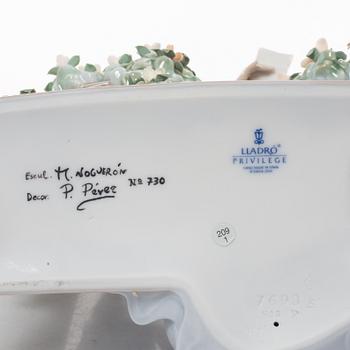 Escul. M. NOGUERÓN
Decor. P. Pérez
Nº 730
LLADRÓ
PRIVILEGE
209
1